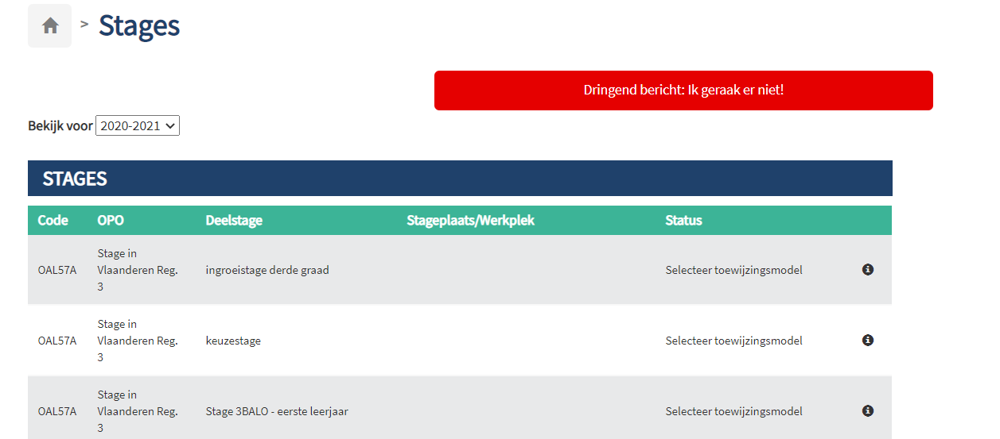 > Stages
Dringend bericht: Ik geraak er niet!
Bekijk voor 2020-2021
STAGES
Code OPO Deelstage Stageplaats/Werkplek Status
Stage in
OAL57A Vlaanderen Reg. ingroeistage derde graad Selecteer toewijzingsmodel
3
Stage in
OAL57A Vlaanderen Reg. keuzestage Selecteer toewijzingsmodel
3
Stage in
OAL57A Vlaanderen Reg. Stage 3BALO - eerste leerjaar Selecteer toewijzingsmodel
3